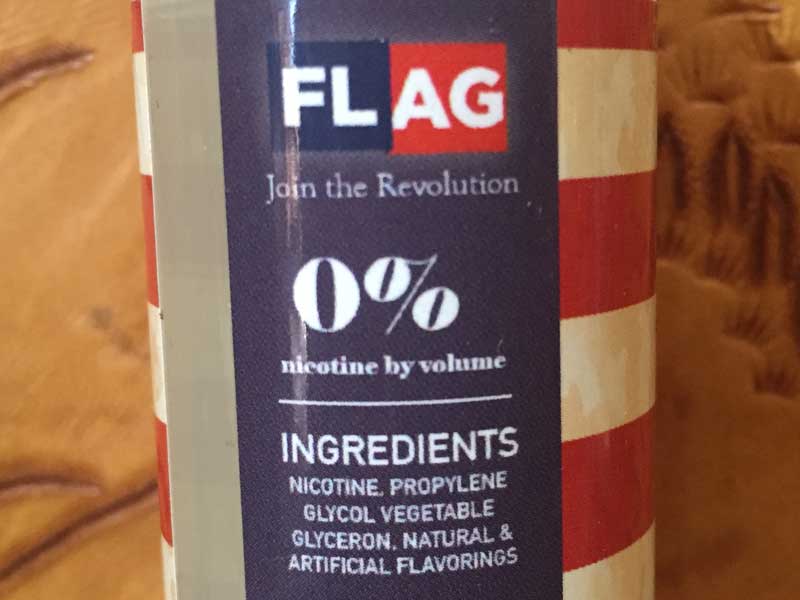 FLAG
Join the Revolution
0%
nicotine by volume
INGREDIENTS
NICOTINE, PROPYLENE
GLYCOL VEGETABLE
GLYCERON, NATURAL &
ARTIFICIAL FLAVORINGS